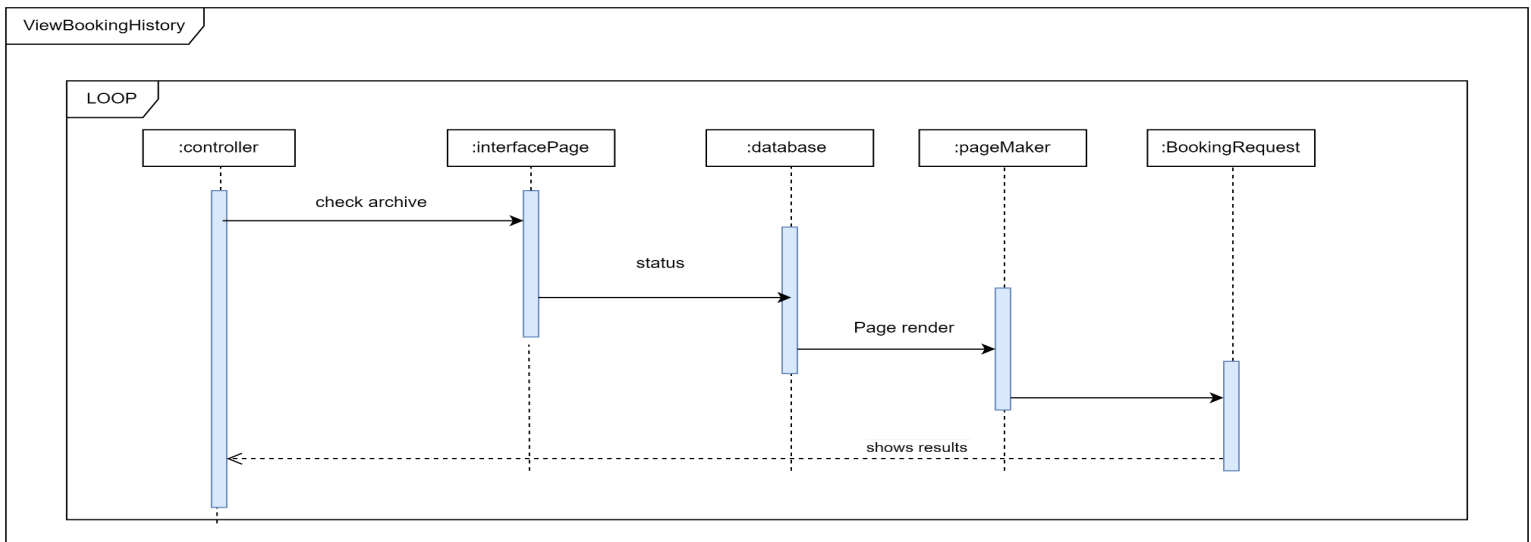 ViewBookingHistory
LOOP
:controller
:interfacePage
:database
:pageMaker
:BookingRequest
check archive
status
Page render
shows results